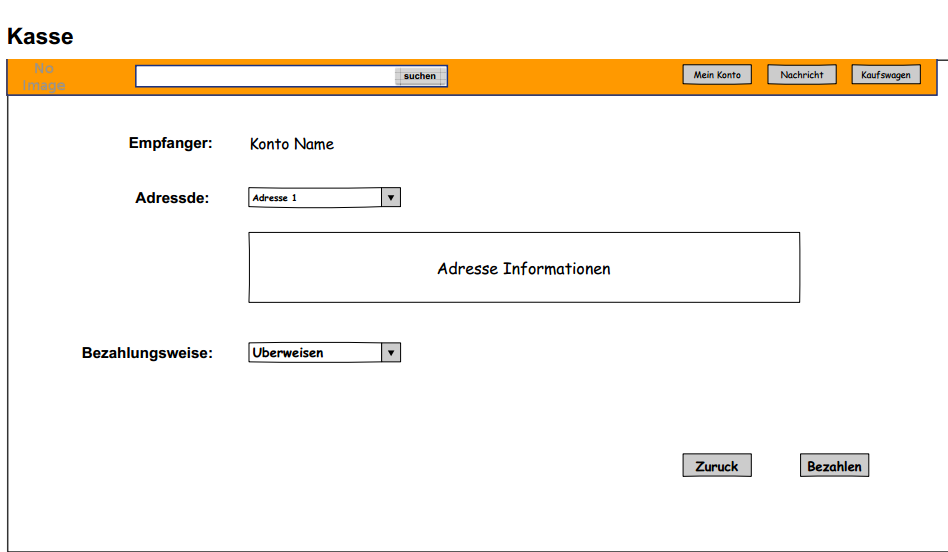 Kasse
No
Image
suchen
Mein Konto
Nachricht
Kaufswagen
Empfanger:
Konto Name
Adressde:
Adresse 1
Adresse Informationen
Bezahlungsweise:
Uberweisen
Zuruck
Bezahlen